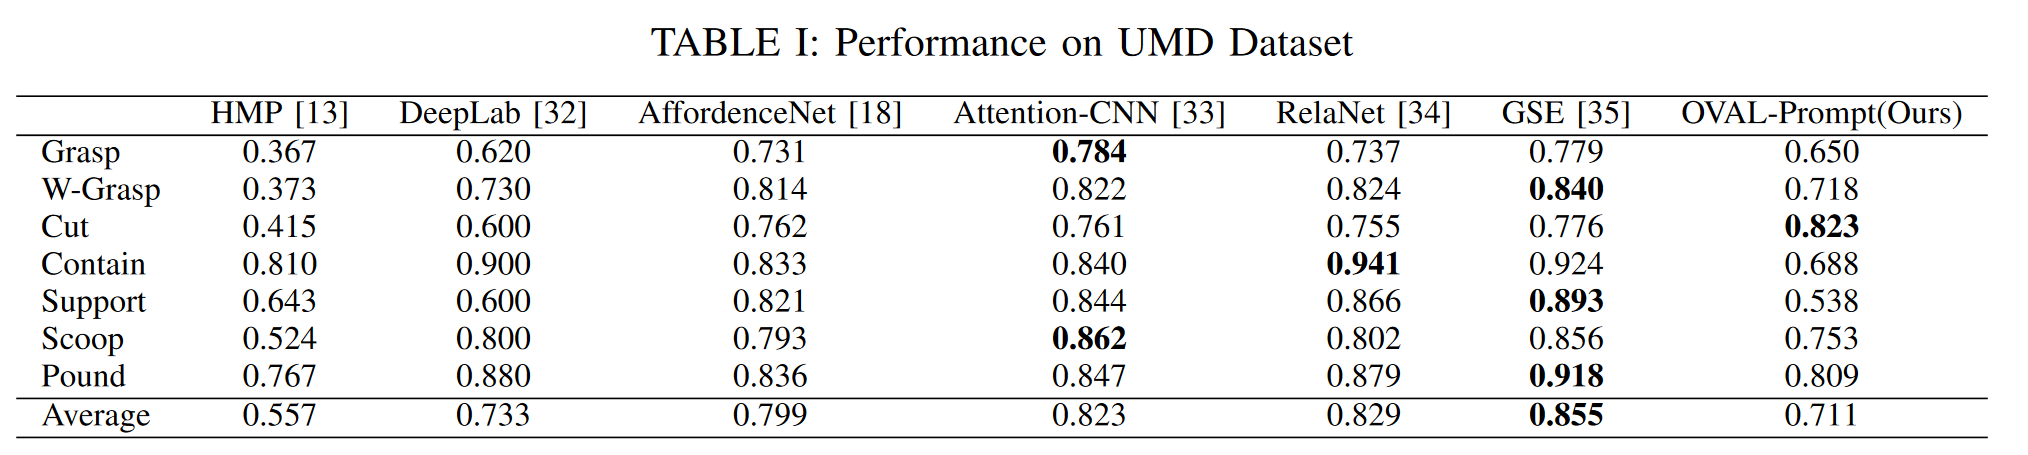 TABLE I: Performance on UMD Dataset
HMP [13] DeepLab [32] AffordenceNet [18] Attention-CNN [33] RelaNet [34] GSE [35] OVAL-Prompt(Ours)
Grasp 0.367 0.620 0.731 0.784 0.737 0.779 0.650
W-Grasp 0.373 0.730 0.814 0.822 0.824 0.840 0.718
Cut 0.415 0.600 0.762 0.761 0.755 0.776 0.823
Contain 0.810 0.900 0.833 0.840 0.941 0.924 0.688
Support 0.643 0.600 0.821 0.844 0.866 0.893 0.538
Scoop 0.524 0.800 0.793 0.862 0.802 0.856 0.753
Pound 0.767 0.880 0.836 0.847 0.879 0.918 0.809
Average 0.557 0.733 0.799 0.823 0.829 0.855 0.711